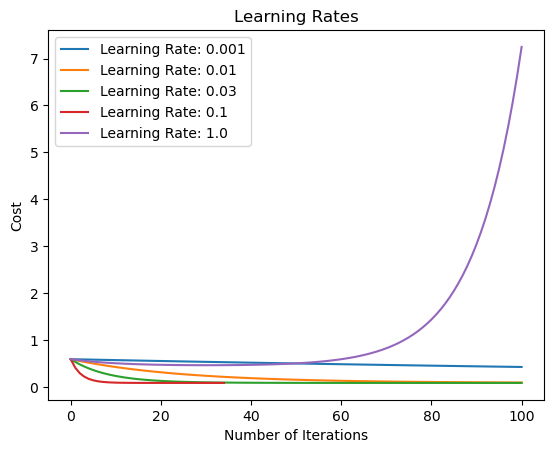 Learning Rates
Learning Rate: 0.001
Learning Rate: 0.01
Learning Rate: 0.03
Learning Rate: 0.1
Learning Rate: 1.0
Cost
7
6
5
4
3
2
1
0
0 20 40 60 80 100
Number of Iterations